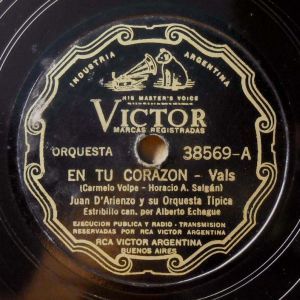 INDUSTRIA ARGENTINA
"HIS MASTER'S VOICE"
VICTOR
MARCAS REGISTRADAS
ORQUESTA 38569-A
EN TU CORAZON - Vals
(Carmelo Volpe - Horacio A. Salgán)
Juan D'Arienzo y su Orquesta Típica
Estribillo can. por Alberto Echague
EJECUCION PUBLICA Y RADIO - TRANSMISION
RESERVADAS POR RCA VICTOR ARGENTINA
RCA VICTOR ARGENTINA
BUENOS AIRES